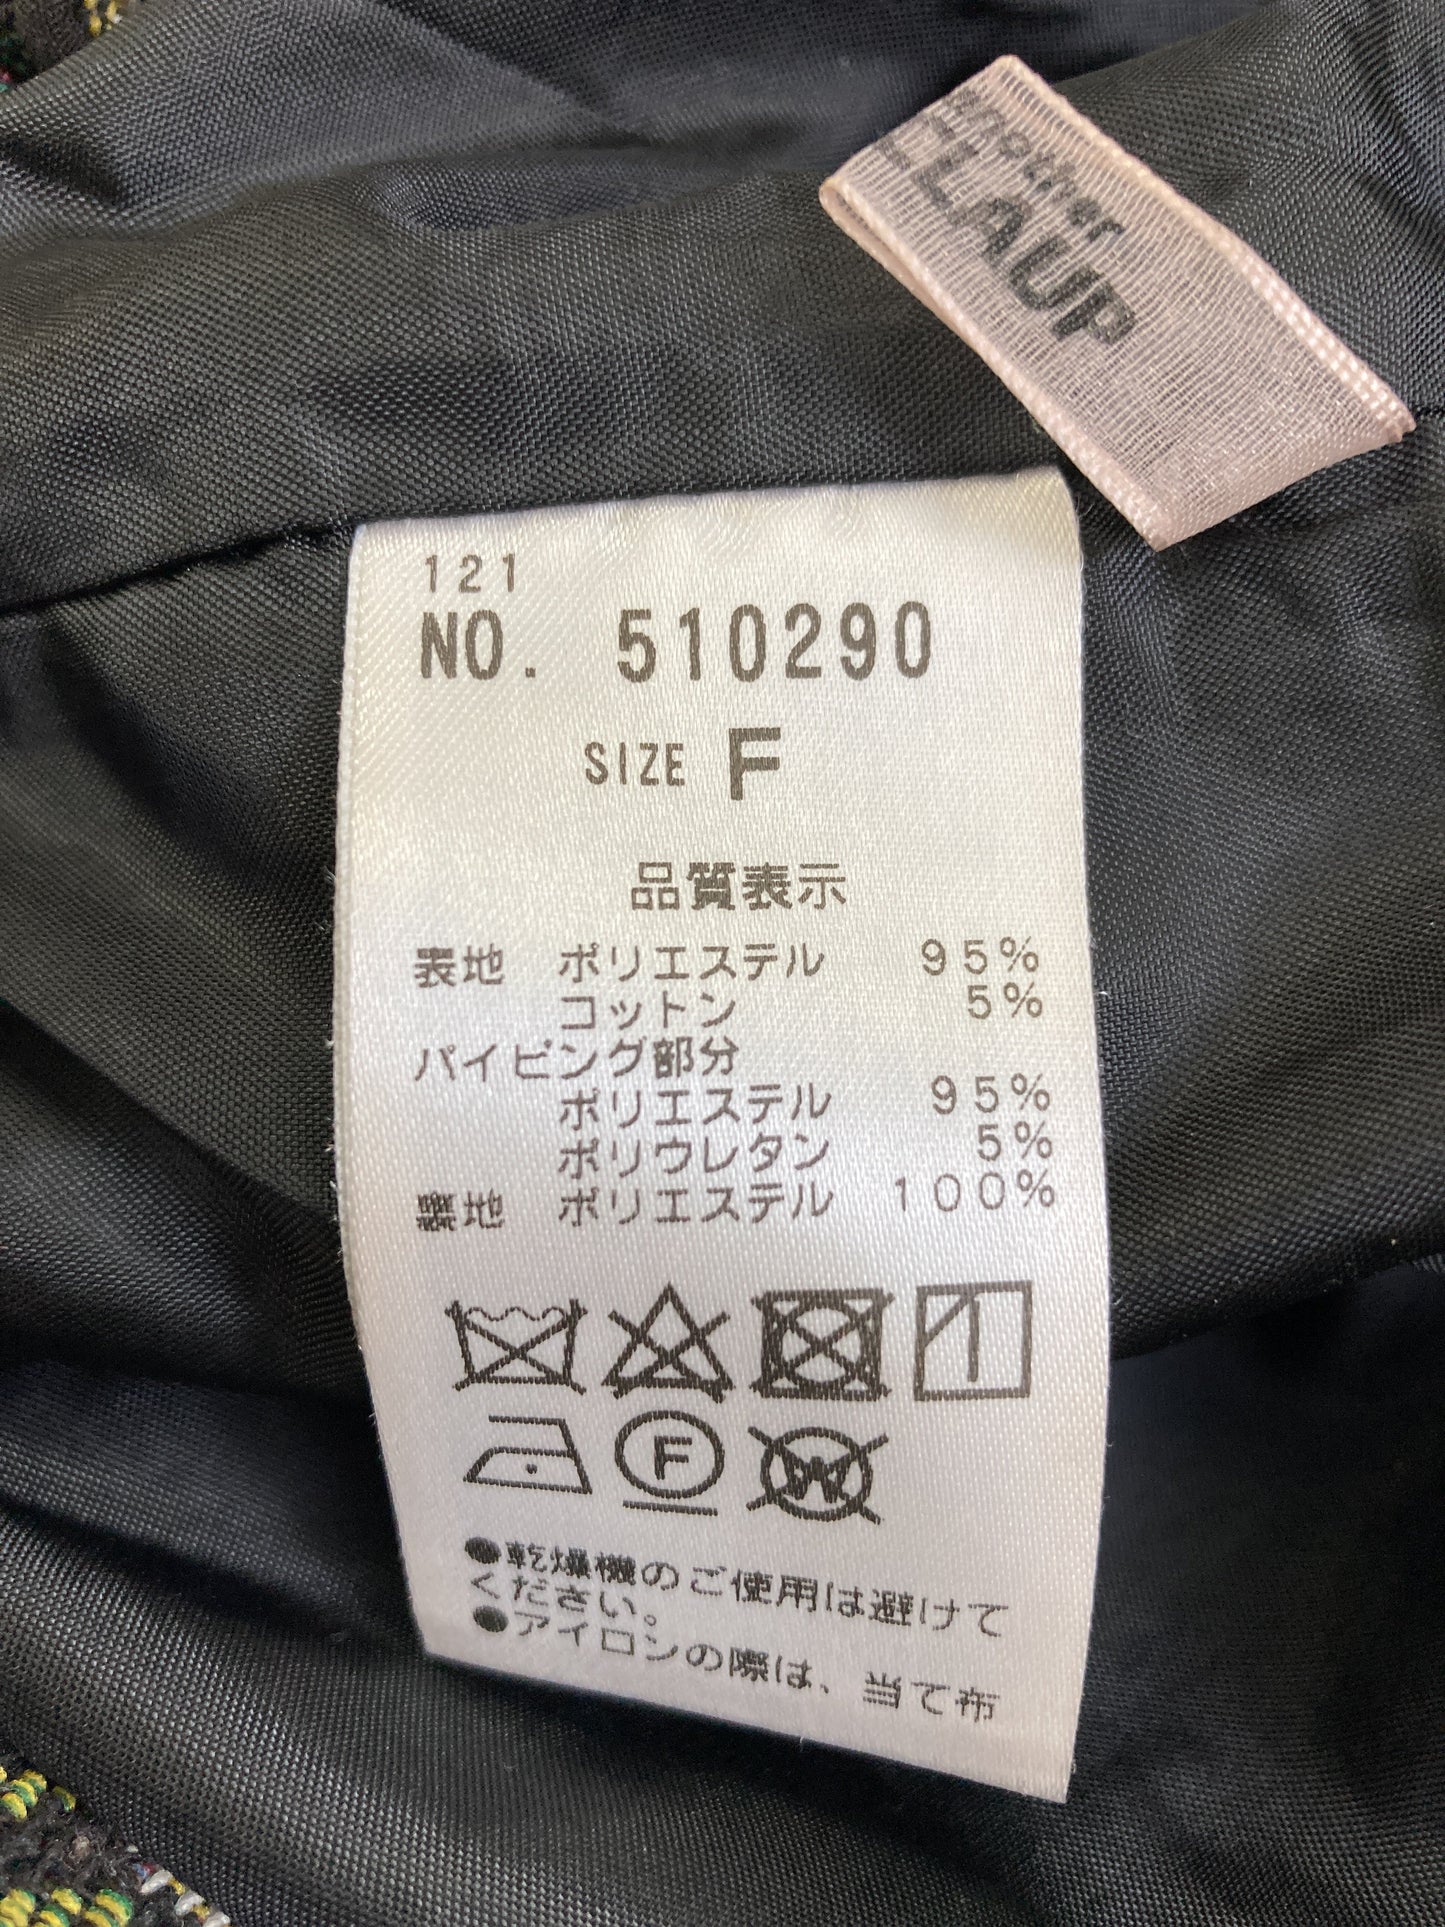 another
FLAUP
121
NO. 510290
SIZE F
品質表示
表地 ポリエステル 95%
コットン 5%
パイピング部分
ポリエステル 95%
ポリウレタン 5%
裏地 ポリエステル 100%
F
W
●乾燥機のご使用は避けて
ください。
●アイロンの際は、当て布